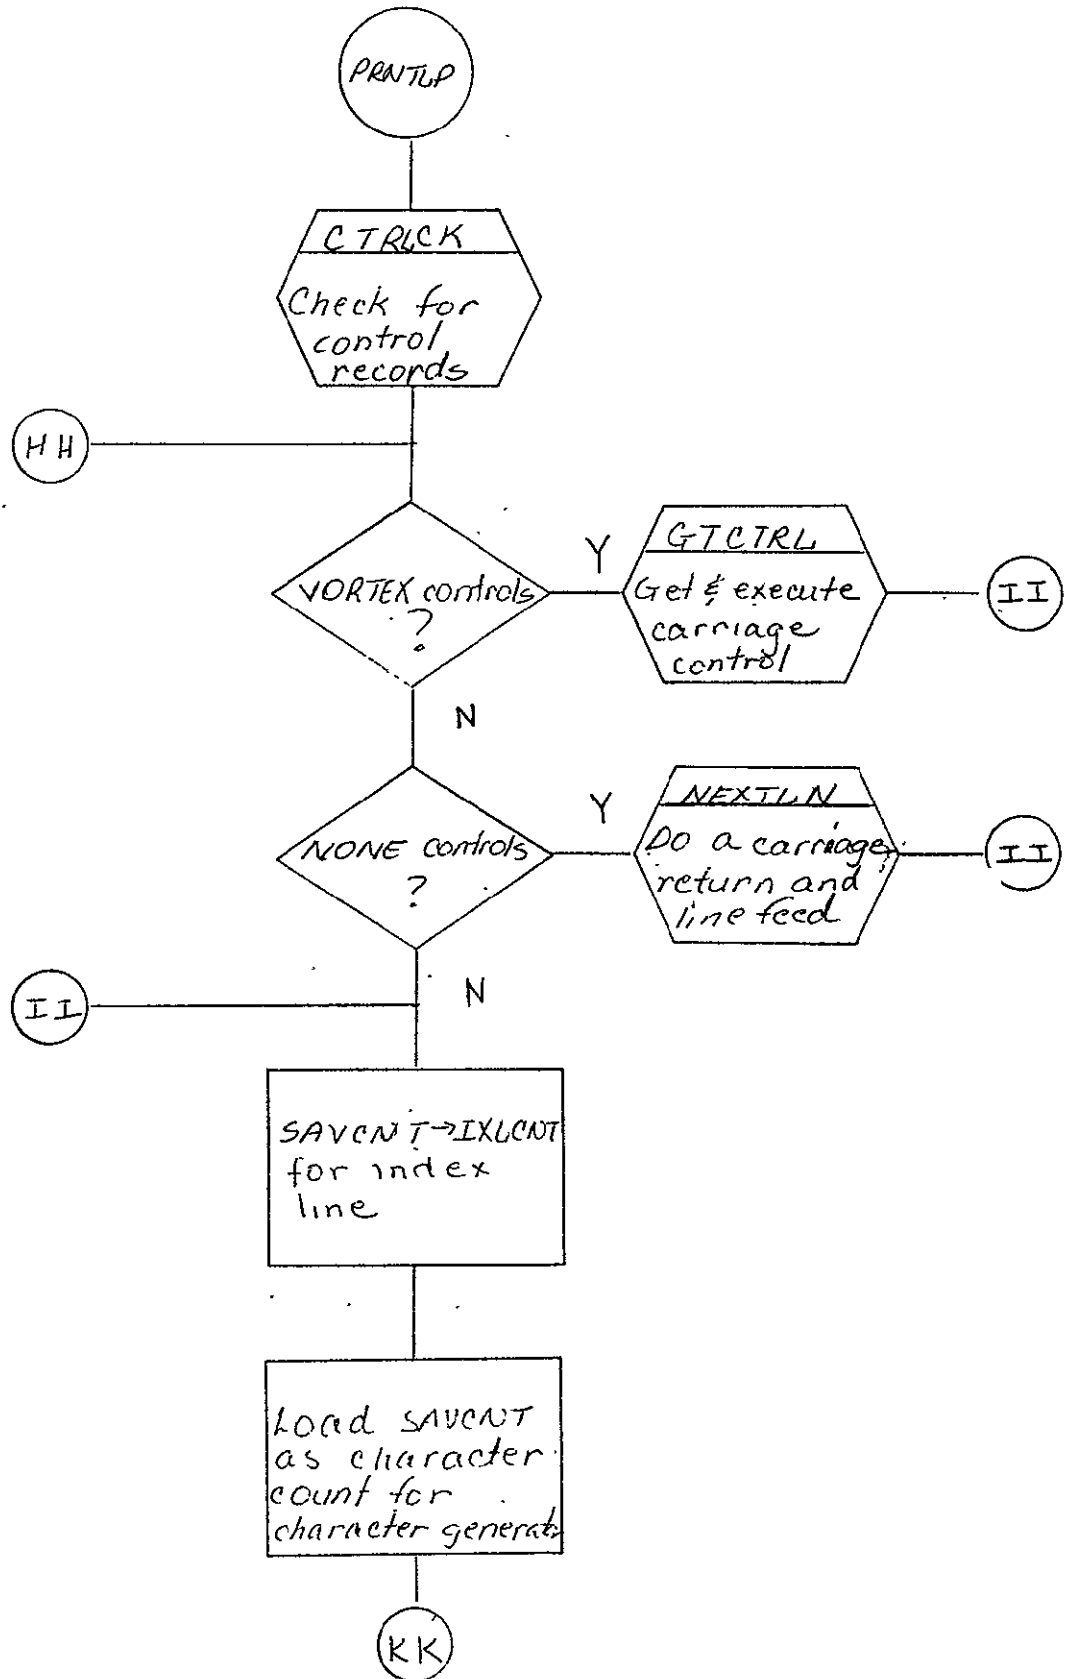 PRNTLP
CTRLCK
Check for
control
records
HH
VORTEX controls
?
Y
GTCTRL
Get & execute
carriage
control
II
N
NONE controls
?
Y
NEXTLN
Do a carriage
return and
line feed
II
N
II
SAVCNT→IXLCNT
for index
line
Load SAVCNT
as character
count for
character generator
KK